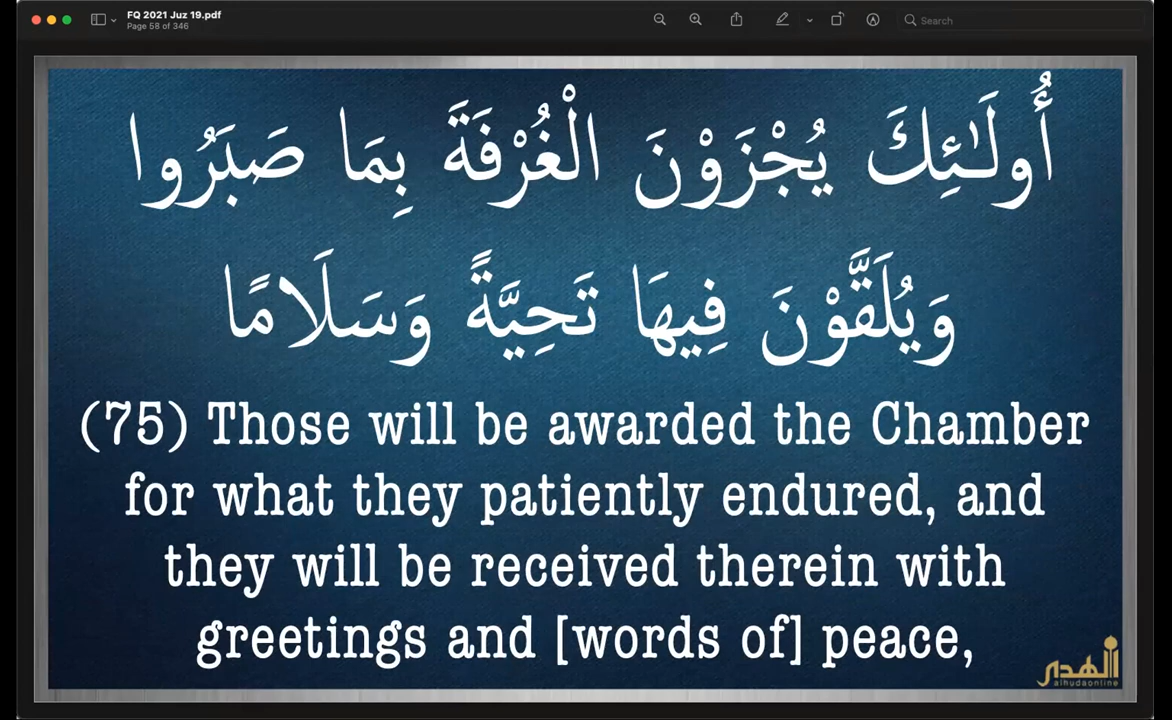 FQ 2021 Juz 19.pdf
Page 58 of 346
Search
أُولَٰئِكَ يُجْزَوْنَ الْغُرْفَةَ بِمَا صَبَرُوا
وَيُلَقَّوْنَ فِيهَا تَحِيَّةً وَسَلَامًا
(75) Those will be awarded the Chamber
for what they patiently endured, and
they will be received therein with
greetings and [words of] peace,
الهدى
alhudaonline